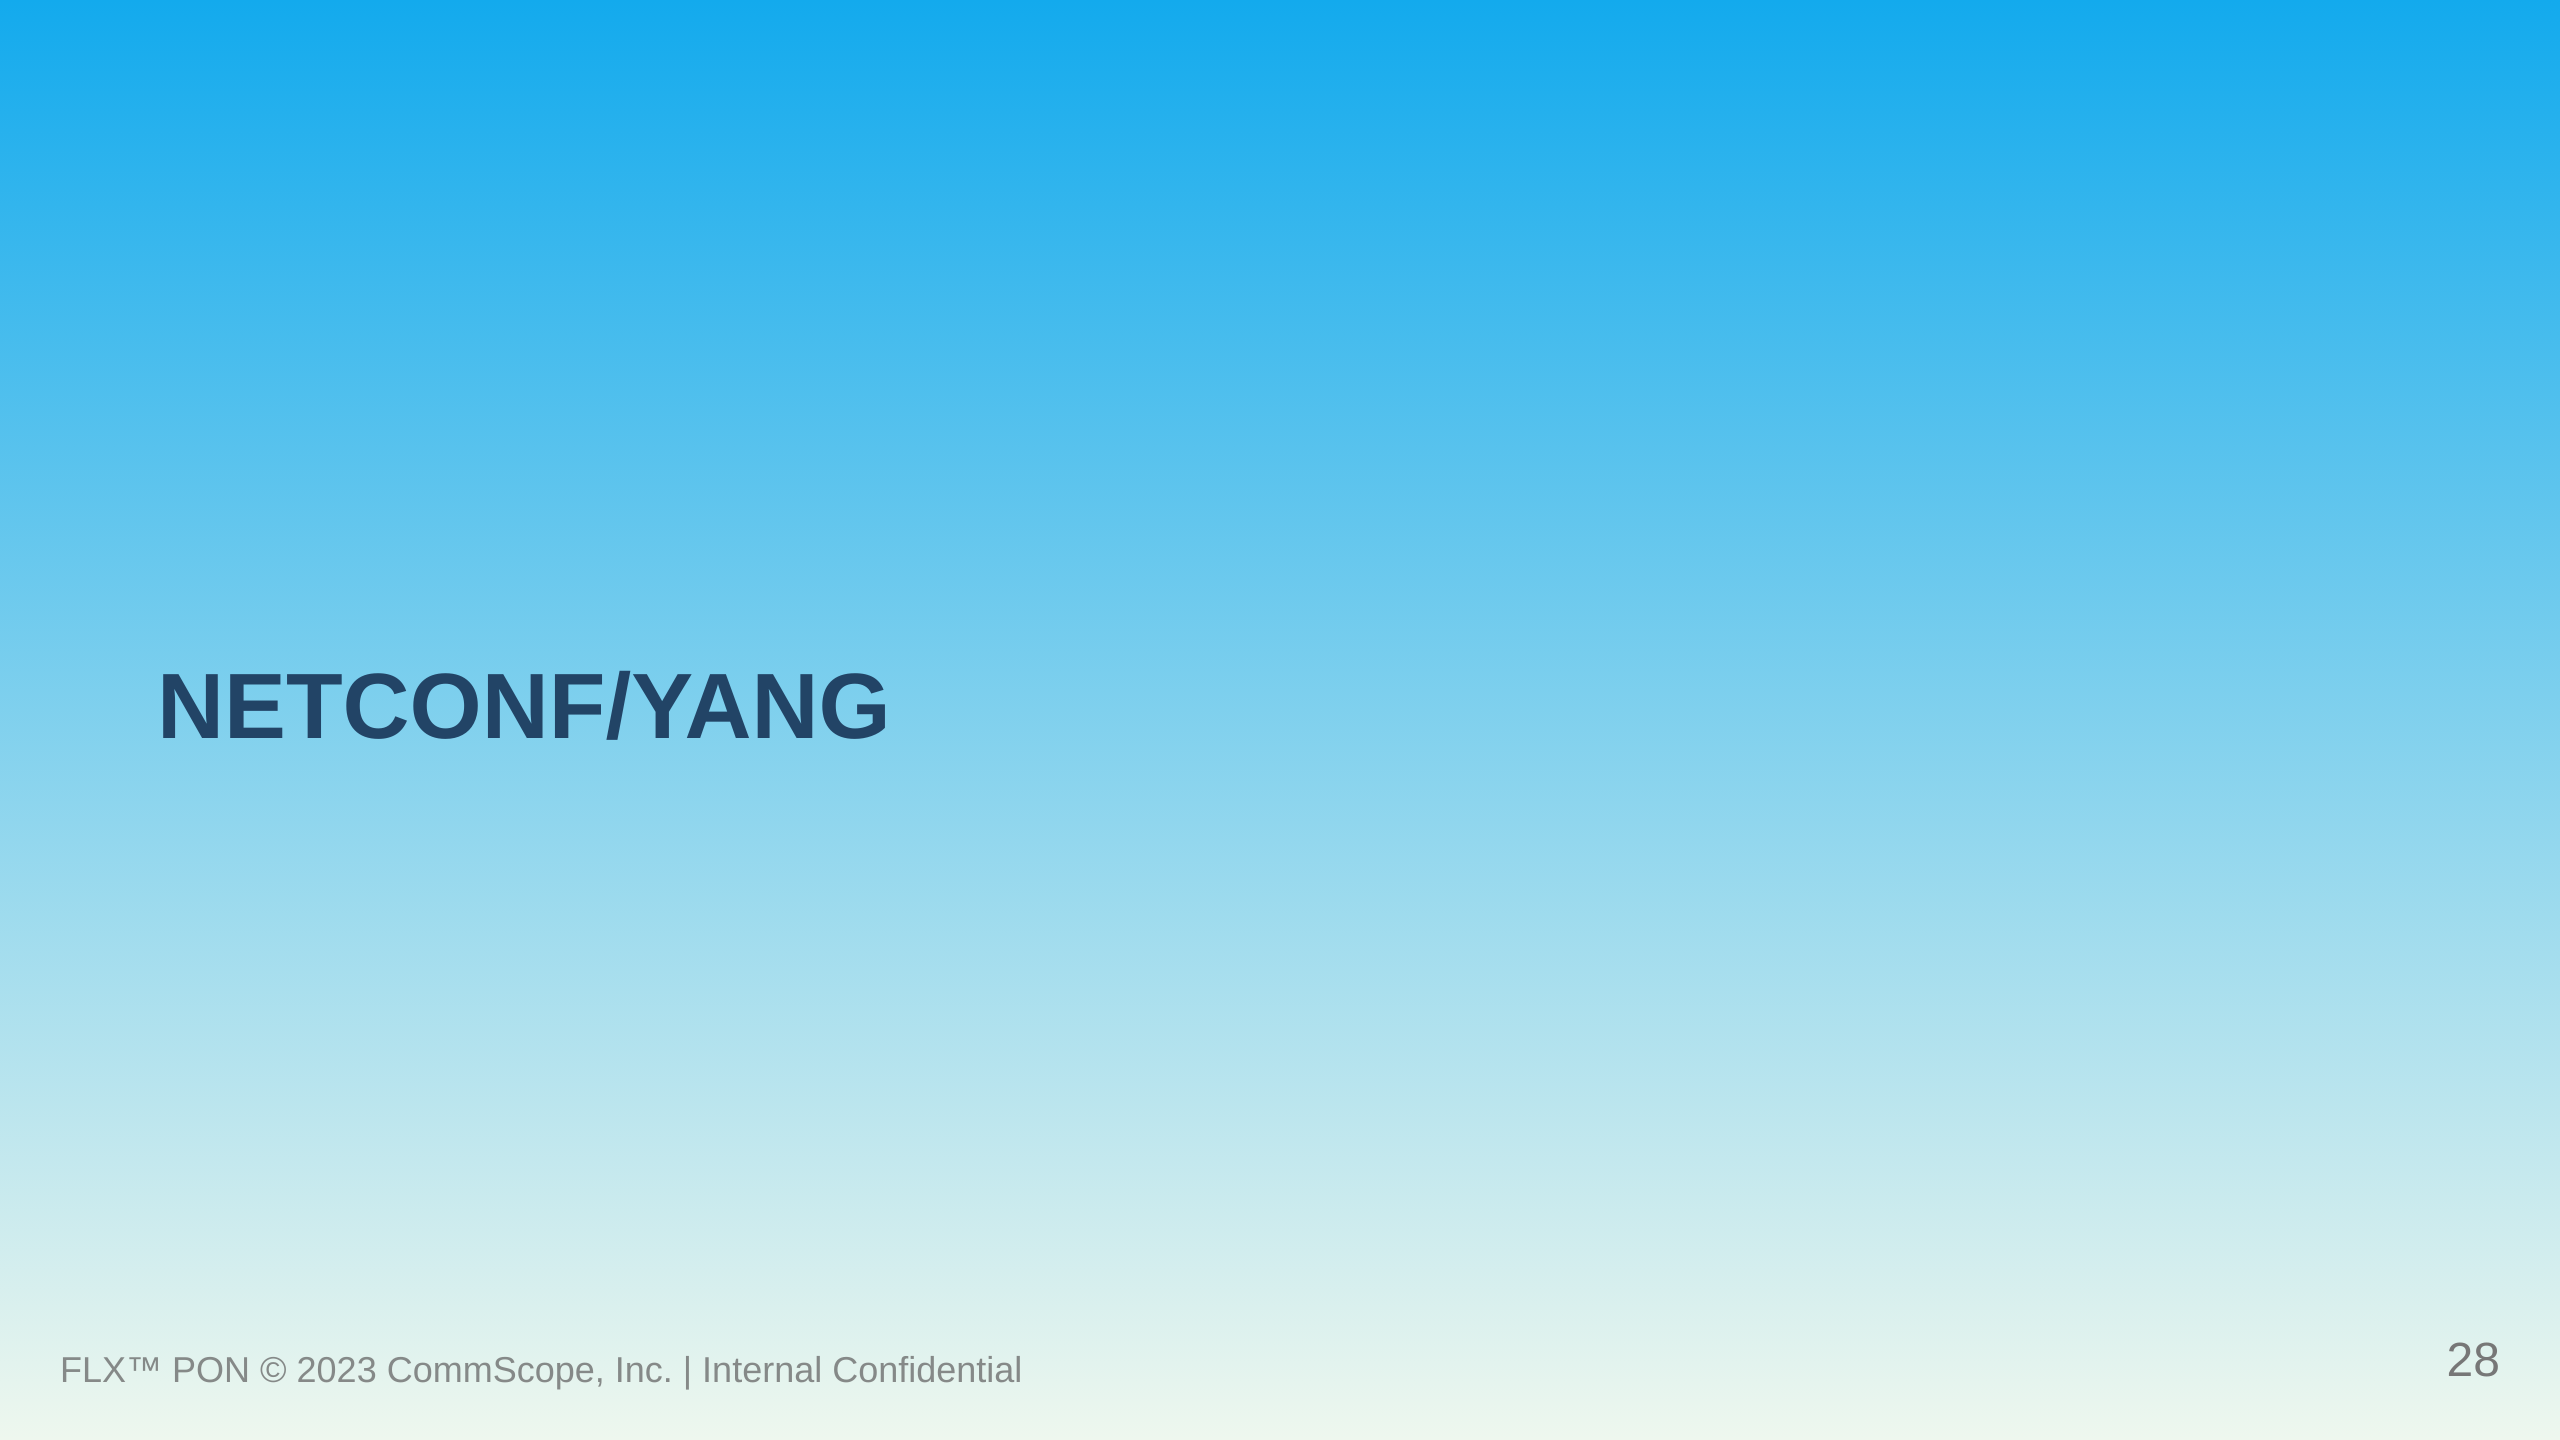 NETCONF/YANG
FLX™ PON © 2023 CommScope, Inc. | Internal Confidential
28